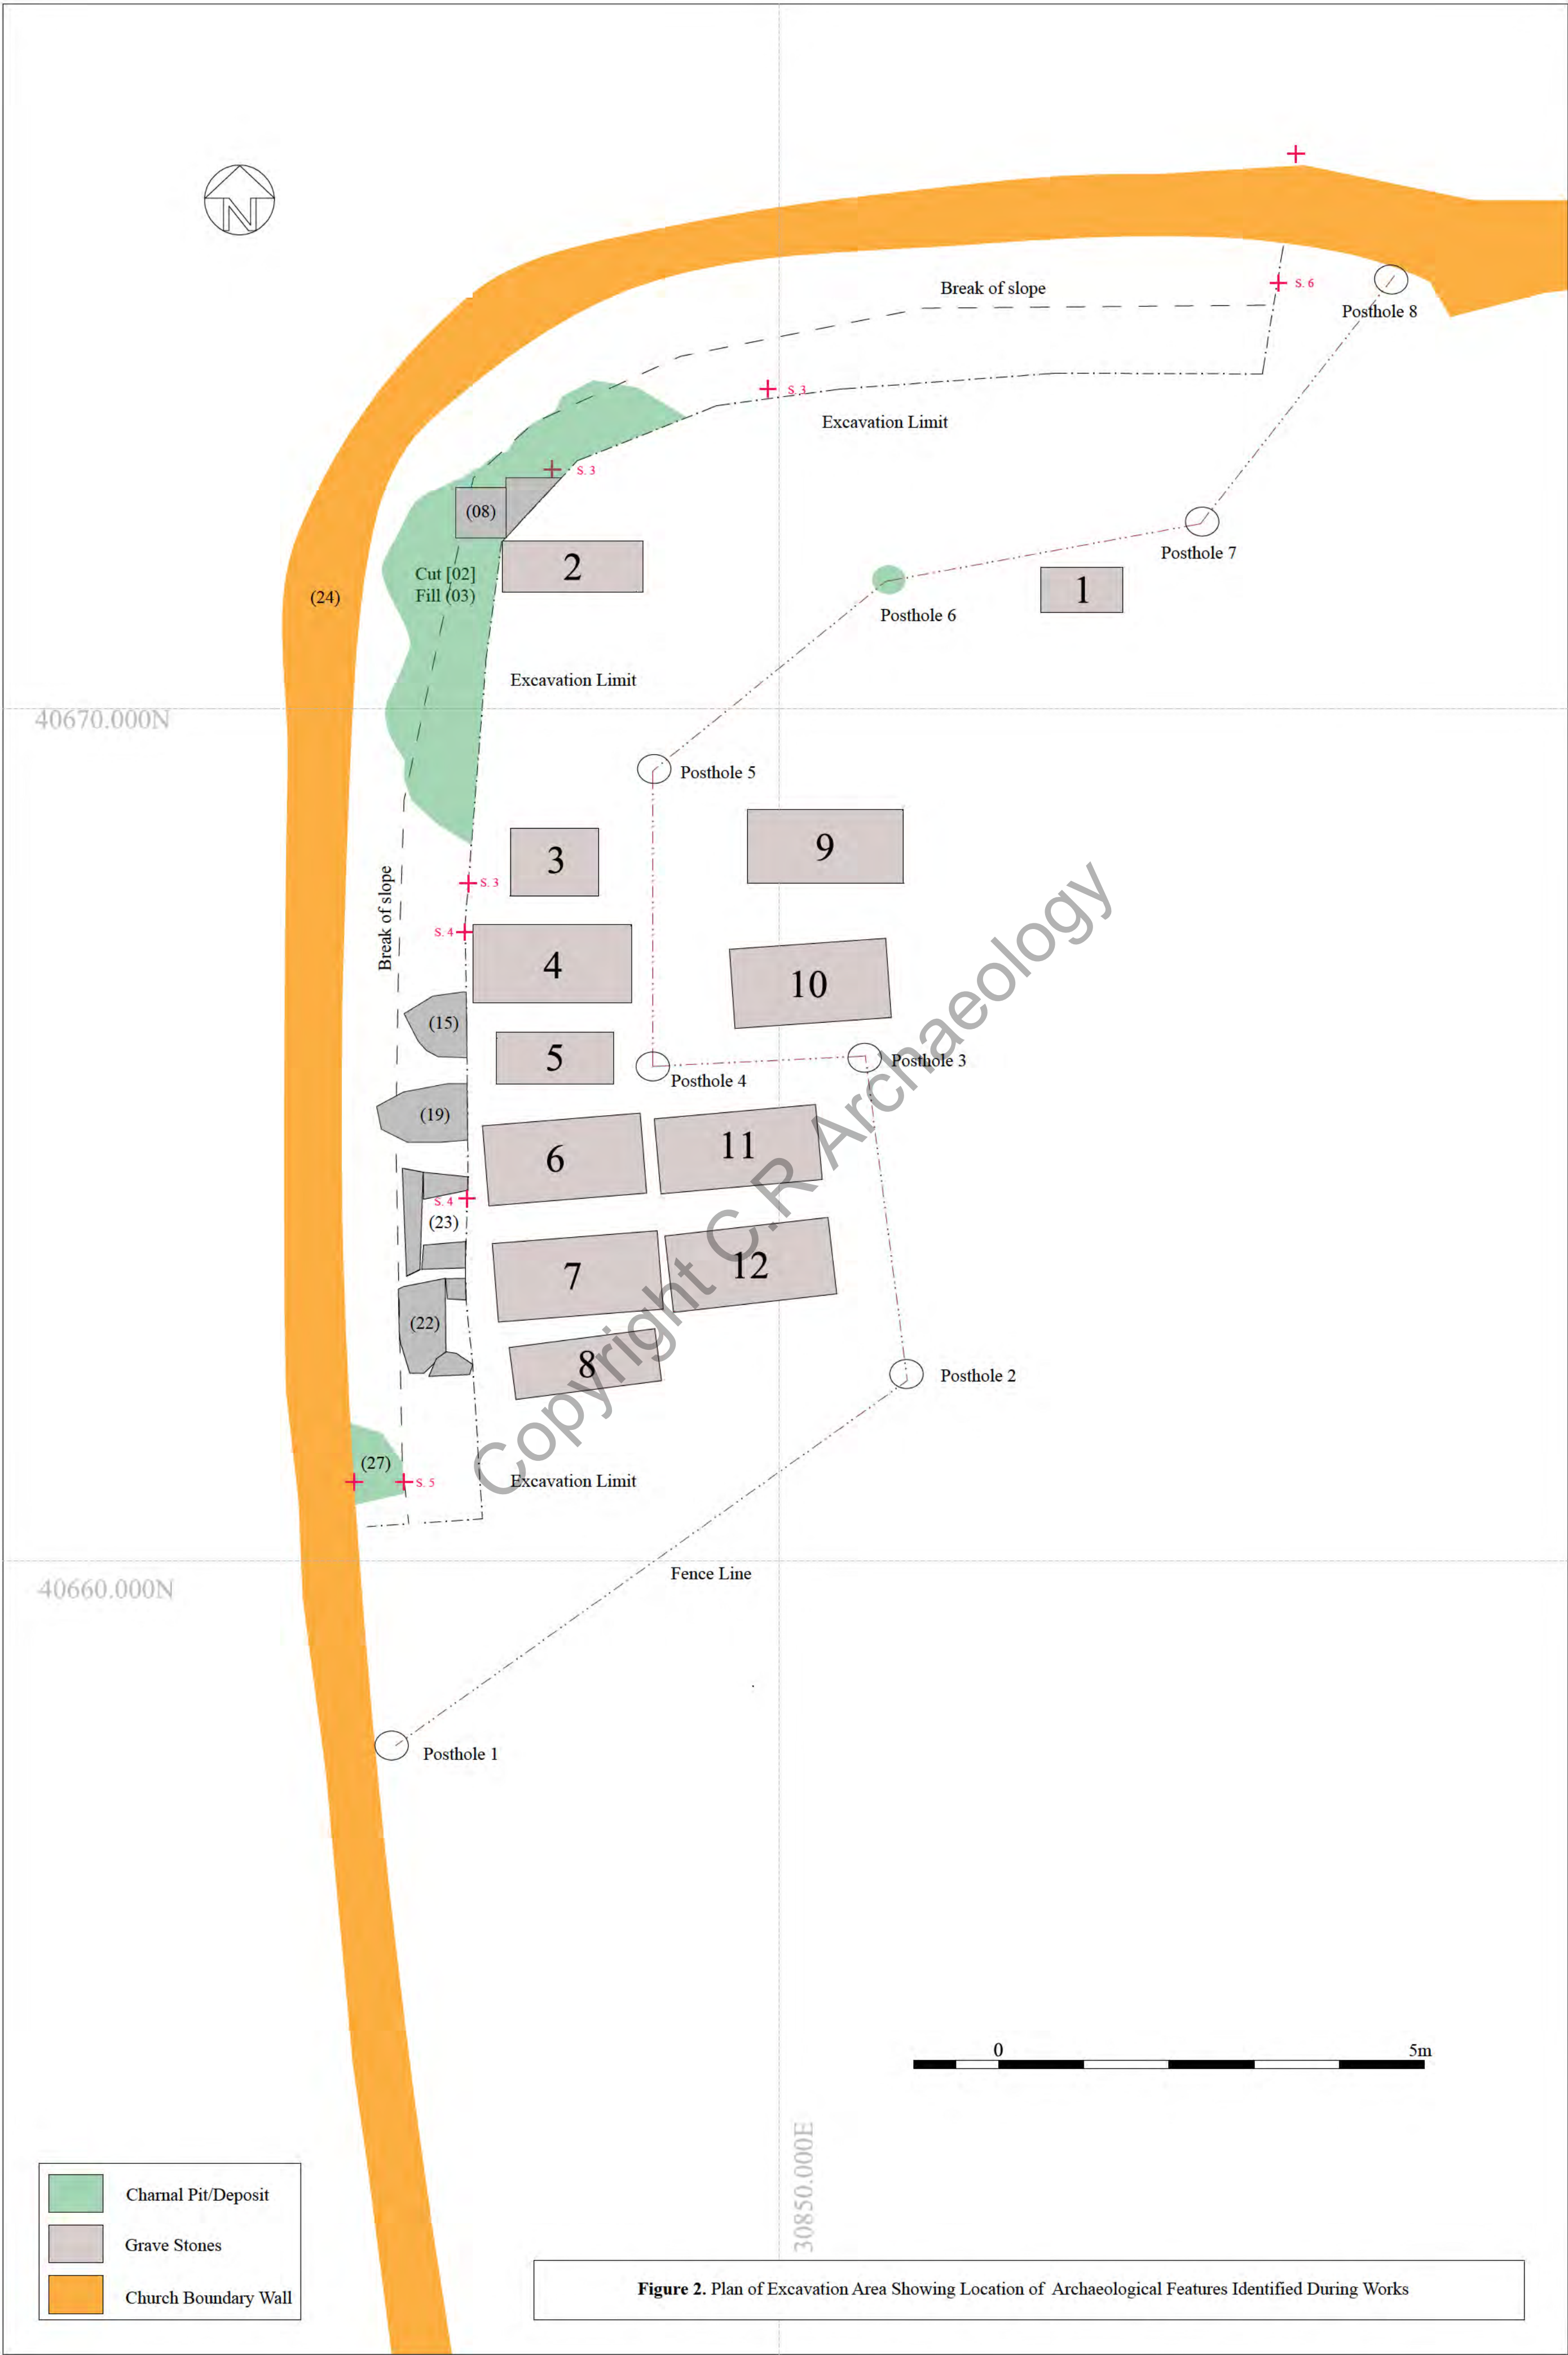 N
Break of slope
S. 6
Posthole 8
S. 3
Excavation Limit
S. 3
(08)
2
Cut [02]
Fill (03)
(24)
Posthole 7
1
Posthole 6
Excavation Limit
40670.000N
Posthole 5
9
3
Break of slope
S. 3
S. 4
4
10
(15)
5
Posthole 3
Posthole 4
(19)
6
11
S. 4
(23)
7
12
(22)
8
Posthole 2
(27)
S. 5
Excavation Limit
Copyright C.R Archaeology
Fence Line
40660.000N
Posthole 1
0
5m
30850.000E
Charnal Pit/Deposit
Grave Stones
Church Boundary Wall
Figure 2. Plan of Excavation Area Showing Location of Archaeological Features Identified During Works